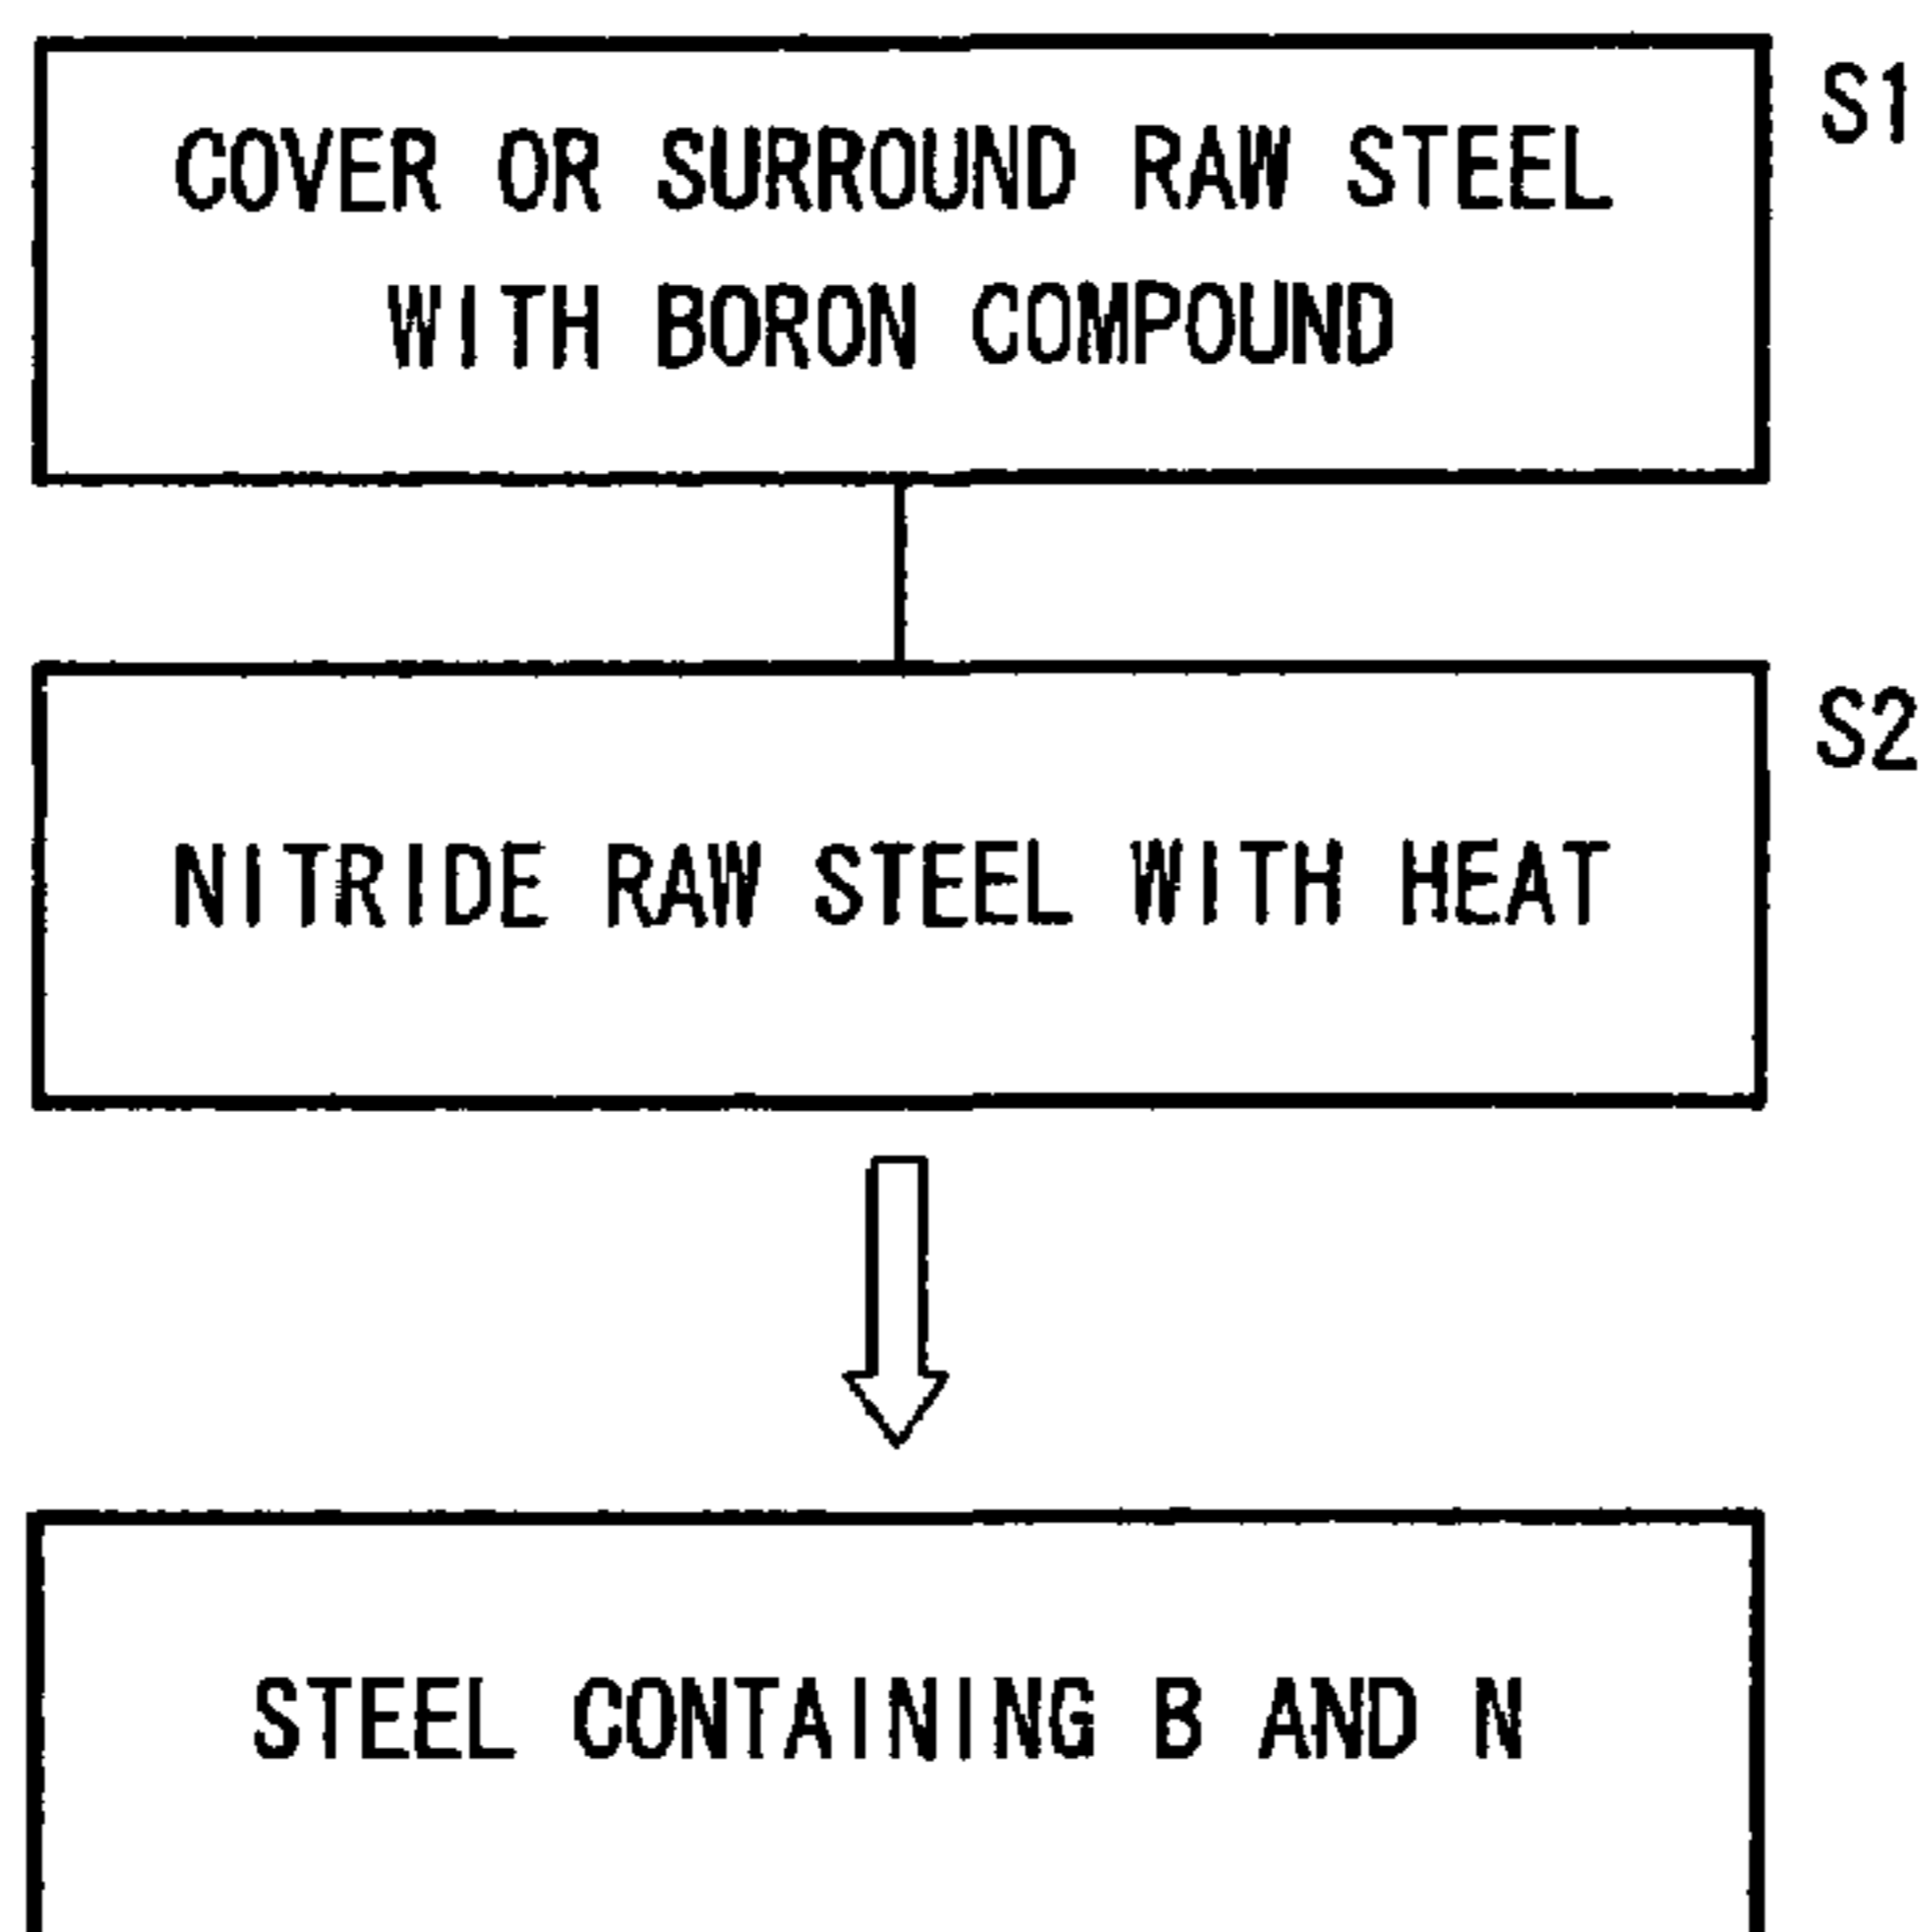 S1
COVER OR SURROUND RAW STEEL
WITH BORON COMPOUND
S2
NITRIDE RAW STEEL WITH HEAT
STEEL CONTAINING B AND N